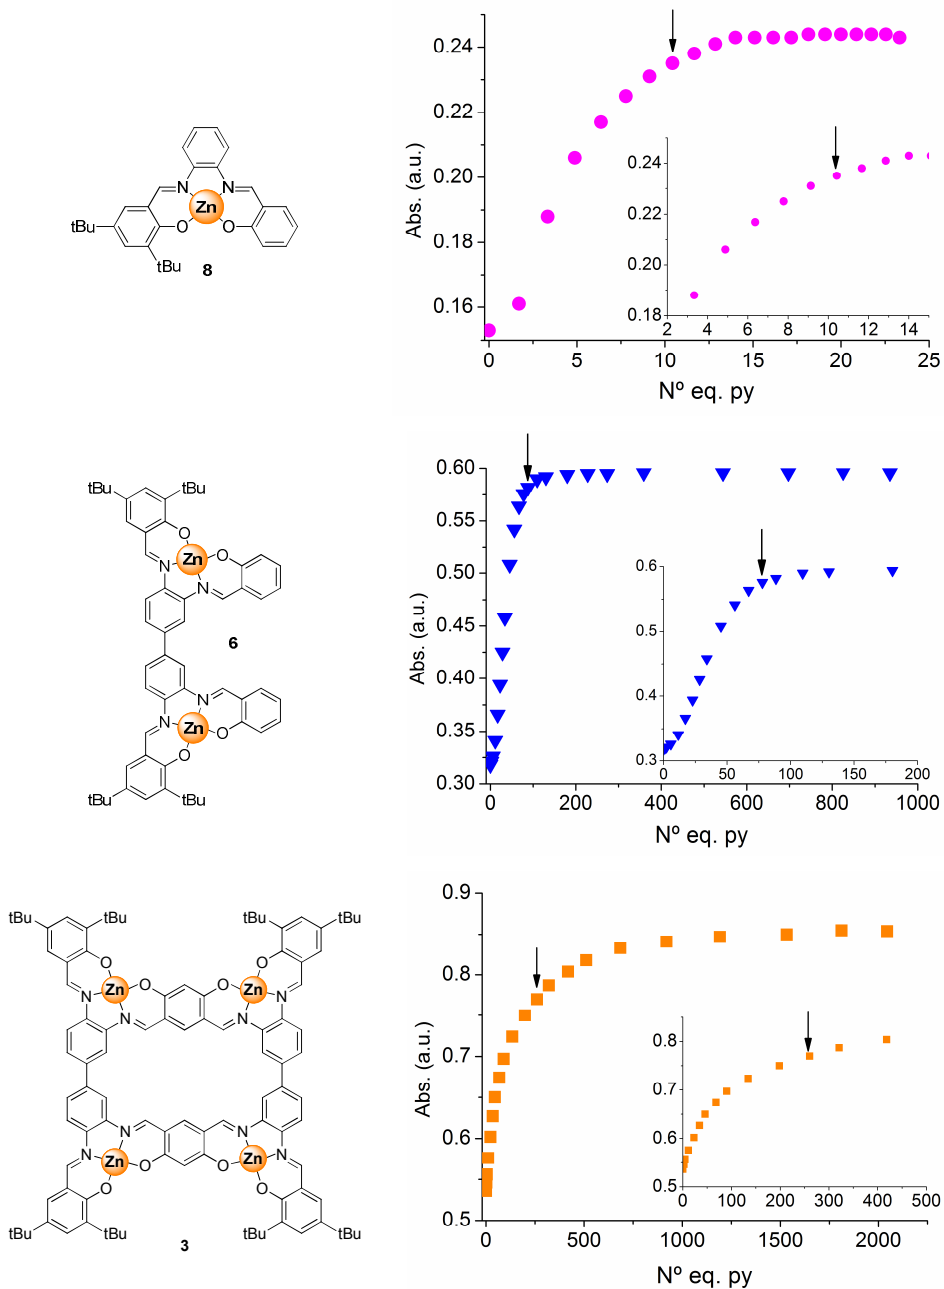 N
N
Zn
O
O
tBu
tBu
8
0.24
0.22
0.20
0.18
0.16
Abs. (a.u.)
0 5 10 15 20 25
Nº eq. py
0.24
0.22
0.20
0.18
2 4 6 8 10 12 14
tBu
tBu
O
Zn
O
N
N
6
N
N
Zn
O
O
tBu
tBu
0.60
0.55
0.50
0.45
0.40
0.35
0.30
Abs. (a.u.)
0 200 400 600 800 1000
Nº eq. py
0.6
0.5
0.4
0.3
0 50 100 150 200
tBu tBu tBu tBu
O O
Zn O O Zn
N N N N
N N N N
Zn O O Zn
O O
tBu tBu tBu tBu
3
0.9
0.8
0.7
0.6
0.5
Abs. (a.u.)
0 500 1000 1500 2000
Nº eq. py
0.8
0.7
0.6
0.5
0 100 200 300 400 500